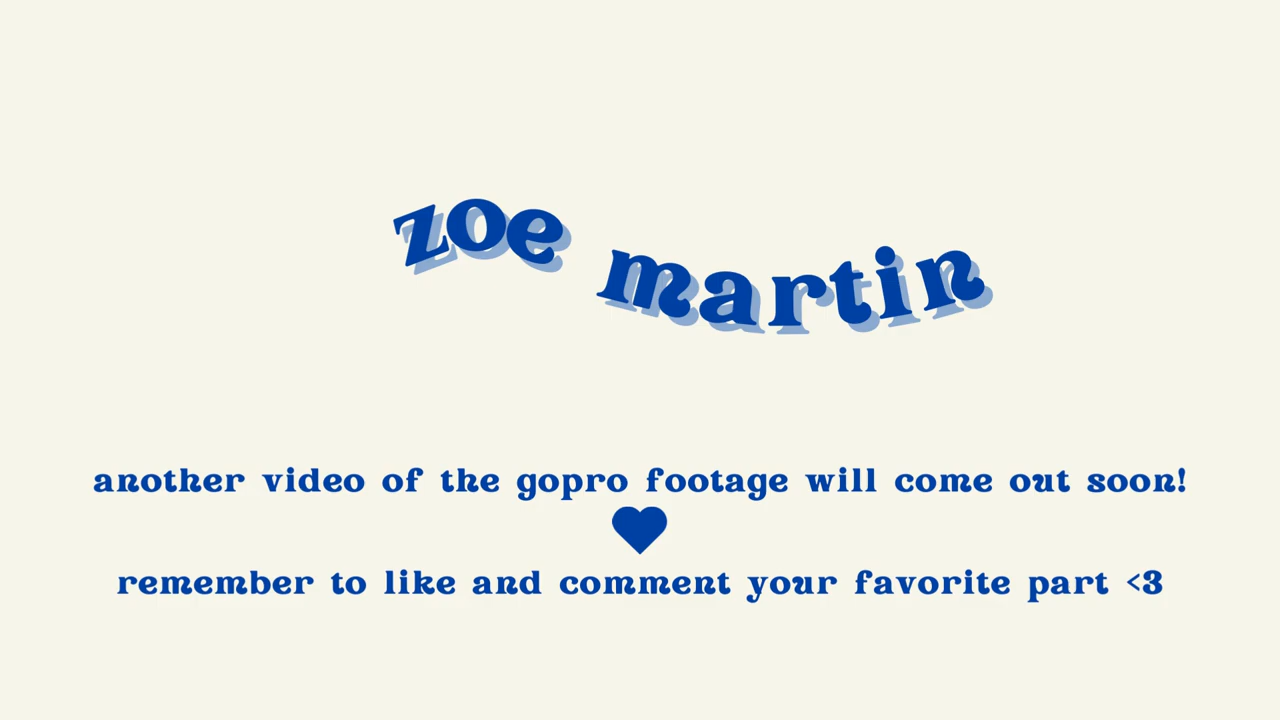 zoe martin
another video of the gopro footage will come out soon!
remember to like and comment your favorite part <3